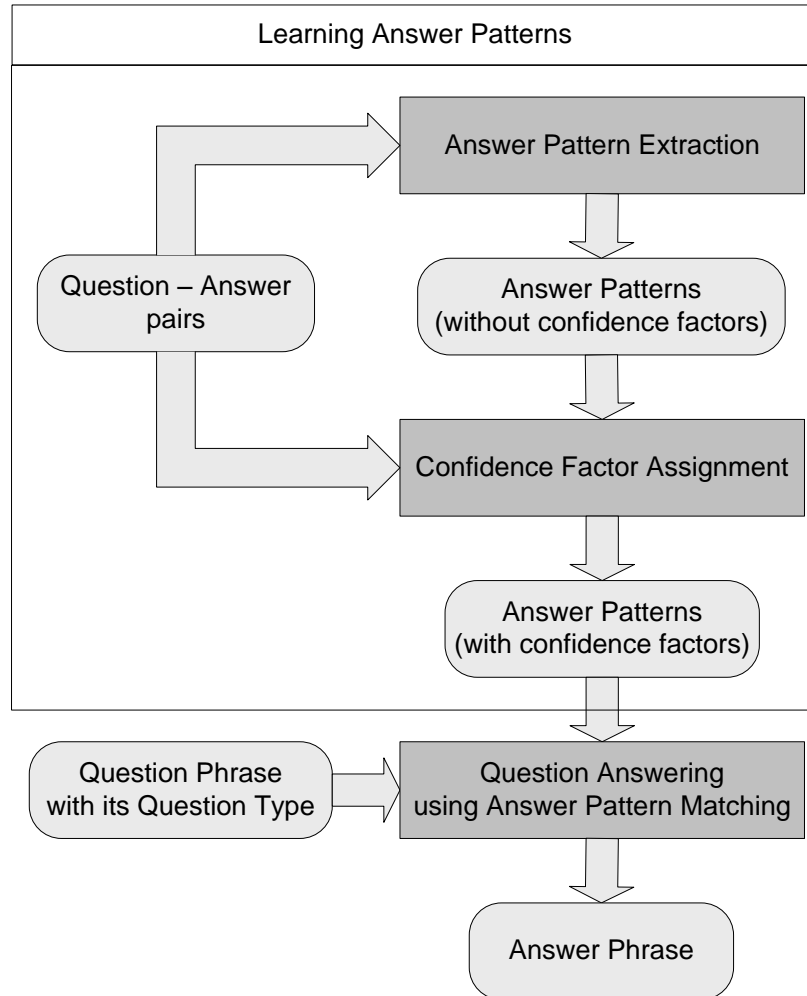 Learning Answer Patterns
Answer Pattern Extraction
Question – Answer
pairs
Answer Patterns
(without confidence factors)
Confidence Factor Assignment
Answer Patterns
(with confidence factors)
Question Phrase
with its Question Type
Question Answering
using Answer Pattern Matching
Answer Phrase